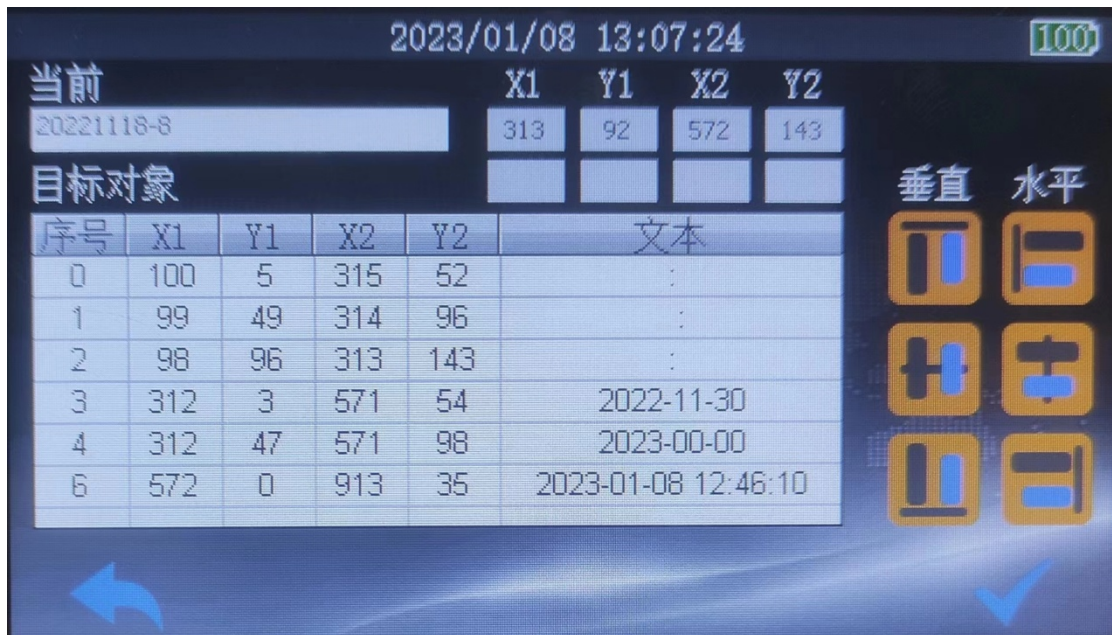 2023/01/08 13:07:24
100
当前 X1 Y1 X2 Y2
20221118-8 313 92 572 143
目标对象
垂直 水平
序号 X1 Y1 X2 Y2 文本
0 100 5 315 52 :
1 99 49 314 96 :
2 98 96 313 143 :
3 312 3 571 54 2022-11-30
4 312 47 571 98 2023-00-00
6 572 0 913 35 2023-01-08 12:46:10